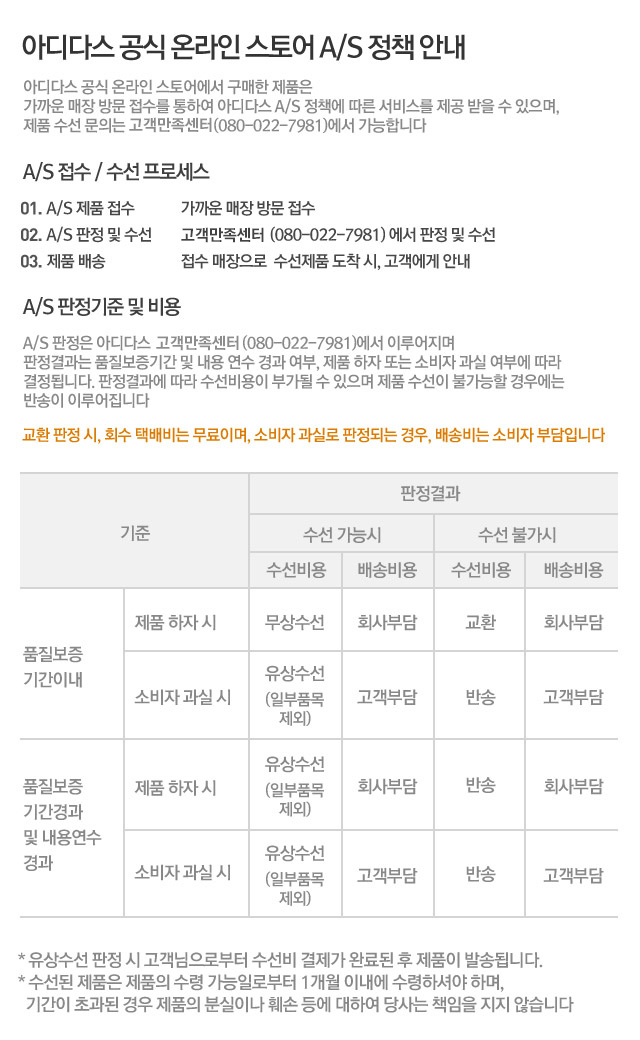 아디다스 공식 온라인 스토어 A/S 정책 안내
아디다스 공식 온라인 스토어에서 구매한 제품은
가까운 매장 방문 접수를 통하여 아디다스 A/S 정책에 따른 서비스를 제공 받을 수 있으며,
제품 수선 문의는 고객만족센터(080-022-7981)에서 가능합니다
A/S 접수 / 수선 프로세스
01. A/S 제품 접수 가까운 매장 방문 접수
02. A/S 판정 및 수선 고객만족센터 (080-022-7981) 에서 판정 및 수선
03. 제품 배송 접수 매장으로 수선제품 도착 시, 고객에게 안내
A/S 판정기준 및 비용
A/S 판정은 아디다스 고객만족센터 (080-022-7981)에서 이루어지며
판정결과는 품질보증기간 및 내용 연수 경과 여부, 제품 하자 또는 소비자 과실 여부에 따라
결정됩니다. 판정결과에 따라 수선비용이 부가될 수 있으며 제품 수선이 불가능할 경우에는
반송이 이루어집니다
교환 판정 시, 회수 택배비는 무료이며, 소비자 과실로 판정되는 경우, 배송비는 소비자 부담입니다
기준
판정결과
수선 가능시 수선 불가시
수선비용 배송비용 수선비용 배송비용
품질보증
기간이내
제품 하자 시 무상수선 회사부담 교환 회사부담
소비자 과실 시
유상수선
(일부품목
제외)
고객부담 반송 고객부담
품질보증
기간경과
및 내용연수
경과
제품 하자 시
유상수선
(일부품목
제외)
회사부담 반송 회사부담
소비자 과실 시
유상수선
(일부품목
제외)
고객부담 반송 고객부담
* 유상수선 판정 시 고객님으로부터 수선비 결제가 완료된 후 제품이 발송됩니다.
* 수선된 제품은 제품의 수령 가능일로부터 1개월 이내에 수령하셔야 하며,
기간이 초과된 경우 제품의 분실이나 훼손 등에 대하여 당사는 책임을 지지 않습니다